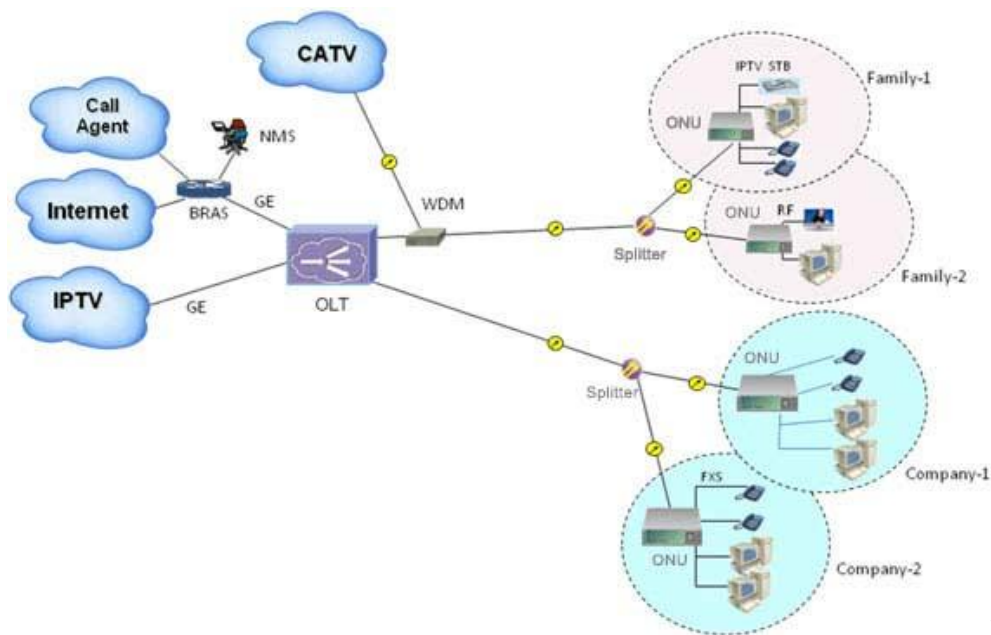 CATV
Call
Agent
NMS
Internet
BRAS
GE
IPTV
GE
OLT
WDM
Splitter
IPTV STB
ONU
Family-1
ONU
RF
Family-2
Splitter
ONU
Company-1
FXS
ONU
Company-2